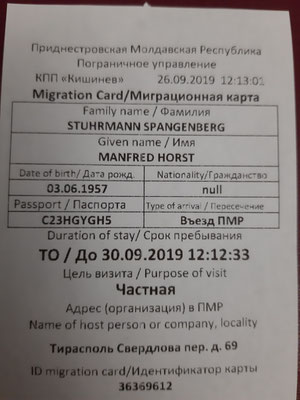 Приднестровская Молдавская Республика
Пограничное управление
КПП «Кишинев» 26.09.2019 12:13:01
Migration Card/Миграционная карта
Family name / Фамилия
STUHRMANN SPANGENBERG
Given name / Имя
MANFRED HORST
Date of birth/ Дата рожд. Nationality/Гражданство
03.06.1957 null
Passport / Паспорта Type of arrival / Пересечение
C23HGYGH5 Въезд ПМР
Duration of stay/ Срок пребывания
TO / До 30.09.2019 12:12:33
Цель визита / Purpose of visit
Частная
Адрес (организация) в ПМР
Name of host person or company, locality
Тирасполь Свердлова пер. д. 69
ID migration card/Идентификатор карты
36369612